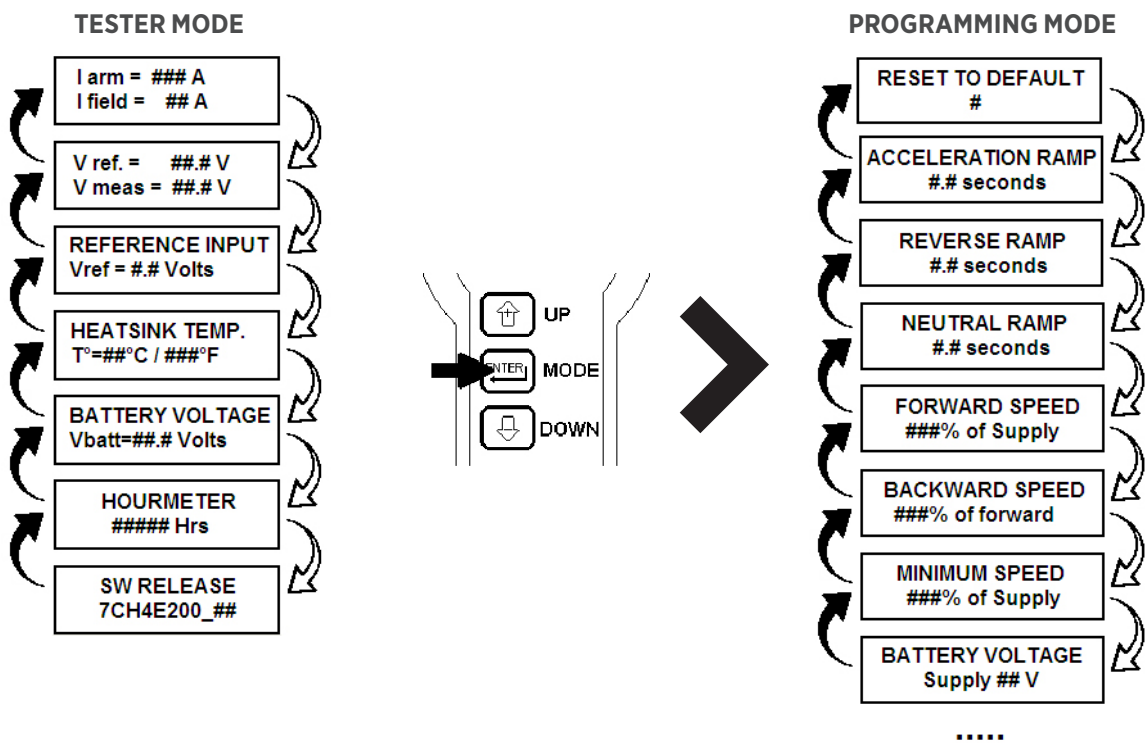 TESTER MODE
I arm = ### A
I field = ## A
V ref. = ##.# V
V meas = ##.# V
REFERENCE INPUT
Vref = #.# Volts
HEATSINK TEMP.
T°=##°C / ###°F
BATTERY VOLTAGE
Vbatt=##.# Volts
HOURMETER
##### Hrs
SW RELEASE
7CH4E200_##
UP
ENTER
MODE
DOWN
PROGRAMMING MODE
RESET TO DEFAULT
#
ACCELERATION RAMP
#.# seconds
REVERSE RAMP
#.# seconds
NEUTRAL RAMP
#.# seconds
FORWARD SPEED
###% of Supply
BACKWARD SPEED
###% of forward
MINIMUM SPEED
###% of Supply
BATTERY VOLTAGE
Supply ## V
.....